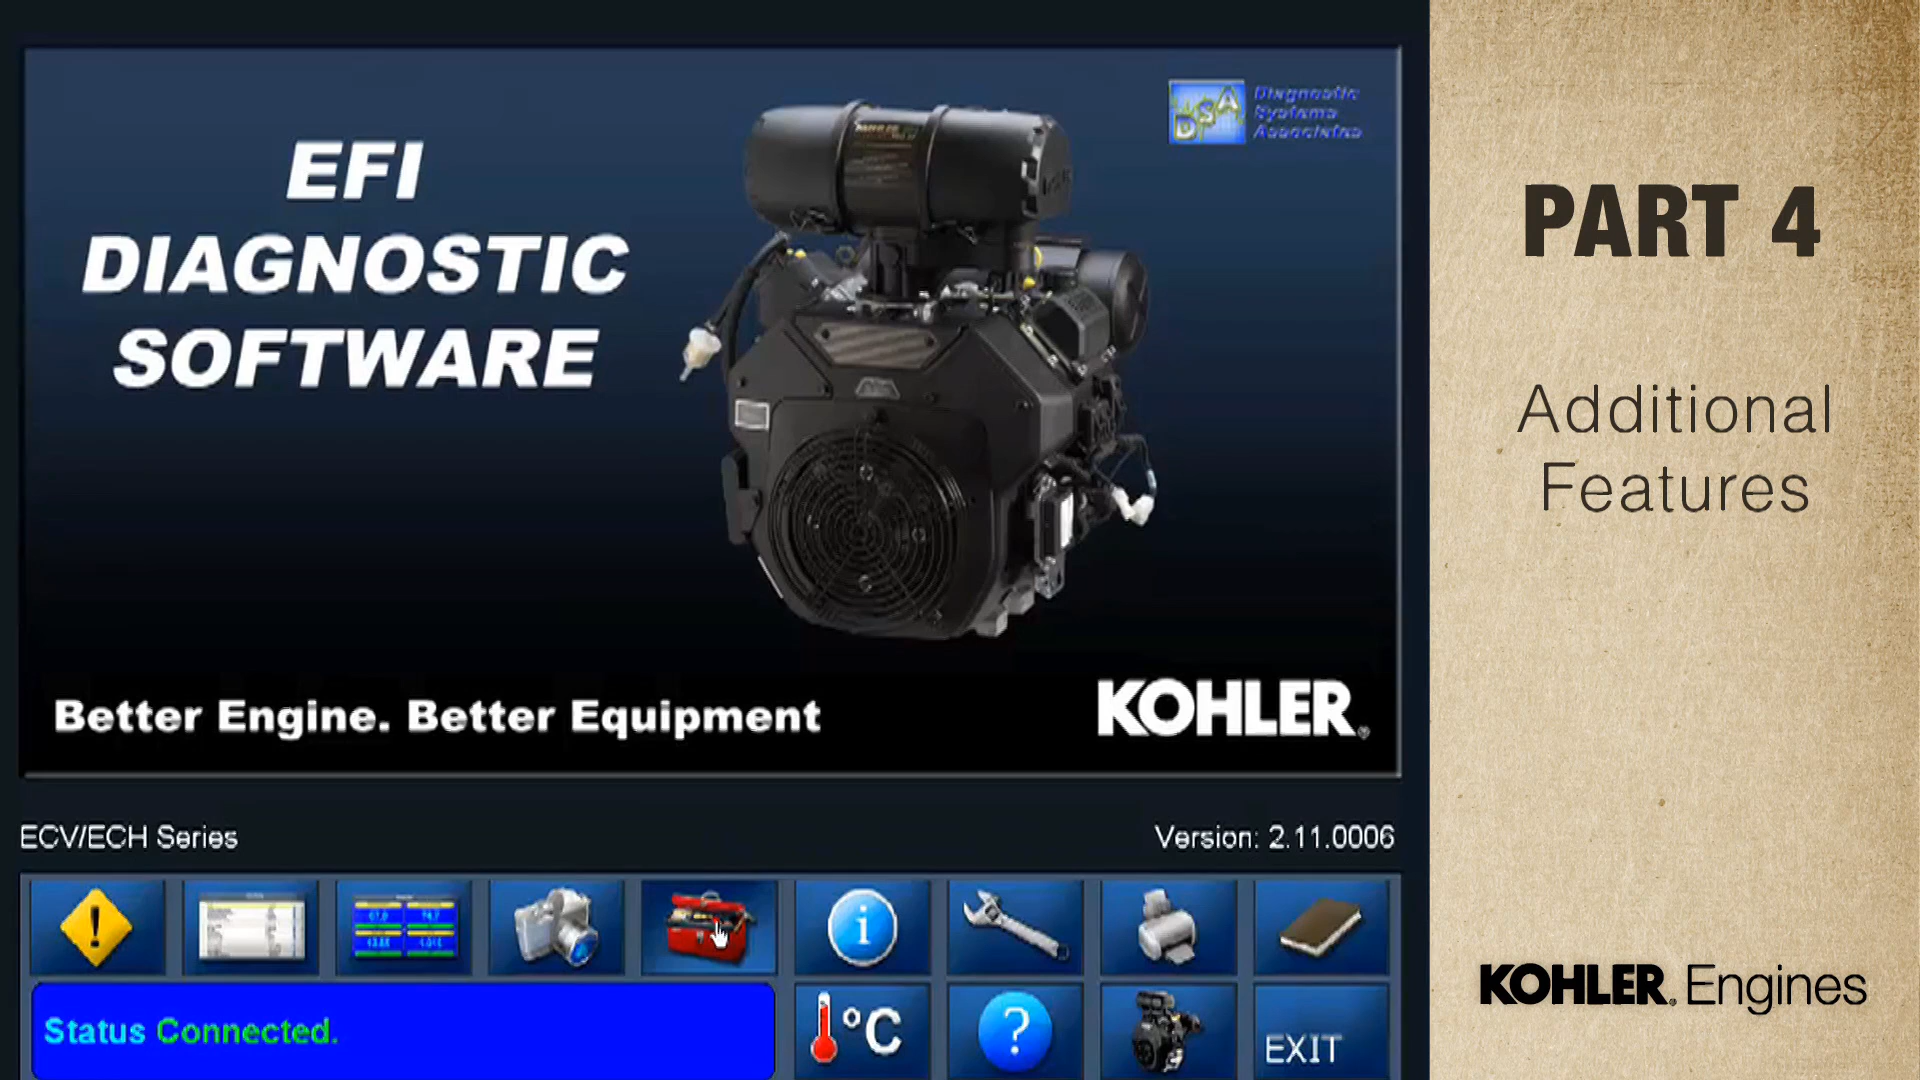 EFI
DIAGNOSTIC
SOFTWARE
DSA
Diagnostic
Systems
Associates
Better Engine. Better Equipment
KOHLER®
ECV/ECH Series
Version: 2.11.0006
Status Connected.
°C
?
EXIT
PART 4
Additional
Features
KOHLER® Engines